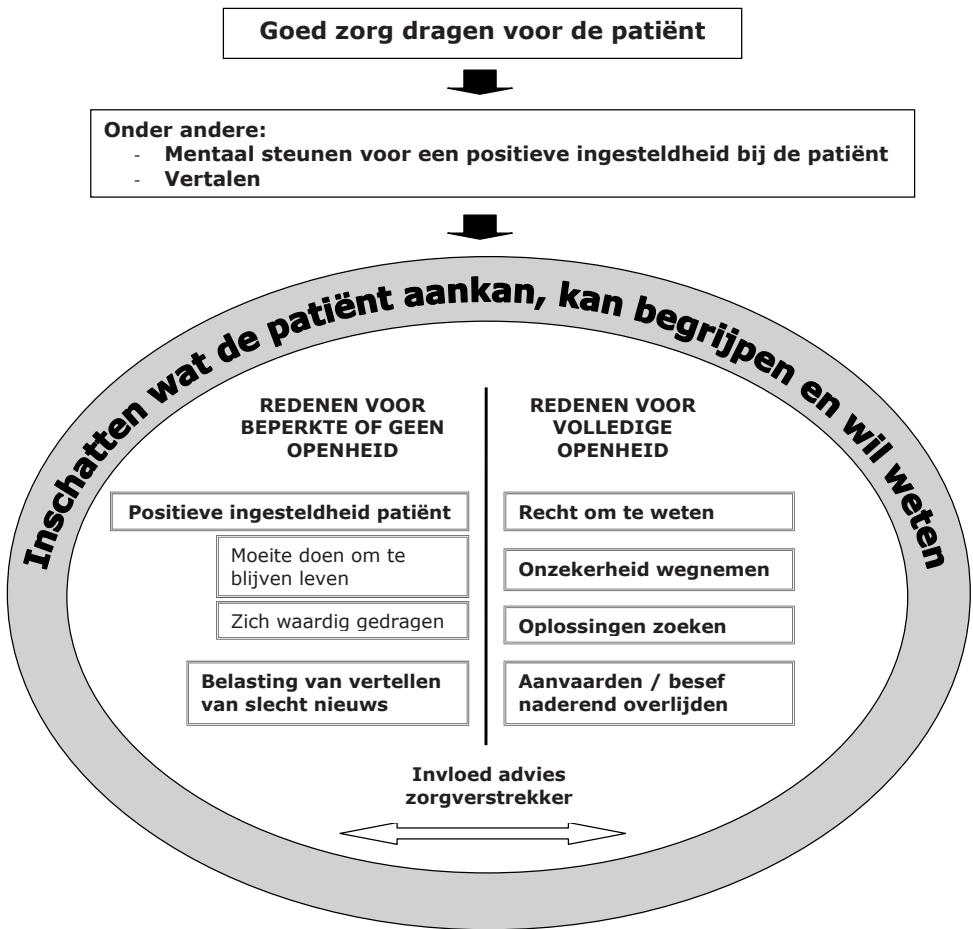 Goed zorg dragen voor de patiënt
Onder andere:
- Mentaal steunen voor een positieve ingesteldheid bij de patiënt
- Vertalen
Inschatten wat de patiënt aankan, kan begrijpen en wil weten
REDENEN VOOR
BEPERKTE OF GEEN
OPENHEID
Positieve ingesteldheid patiënt
Moeite doen om te
blijven leven
Zich waardig gedragen
Belasting van vertellen
van slecht nieuws
REDENEN VOOR
VOLLEDIGE
OPENHEID
Recht om te weten
Onzekerheid wegnemen
Oplossingen zoeken
Aanvaarden / besef
naderend overlijden
Invloed advies
zorgverstrekker